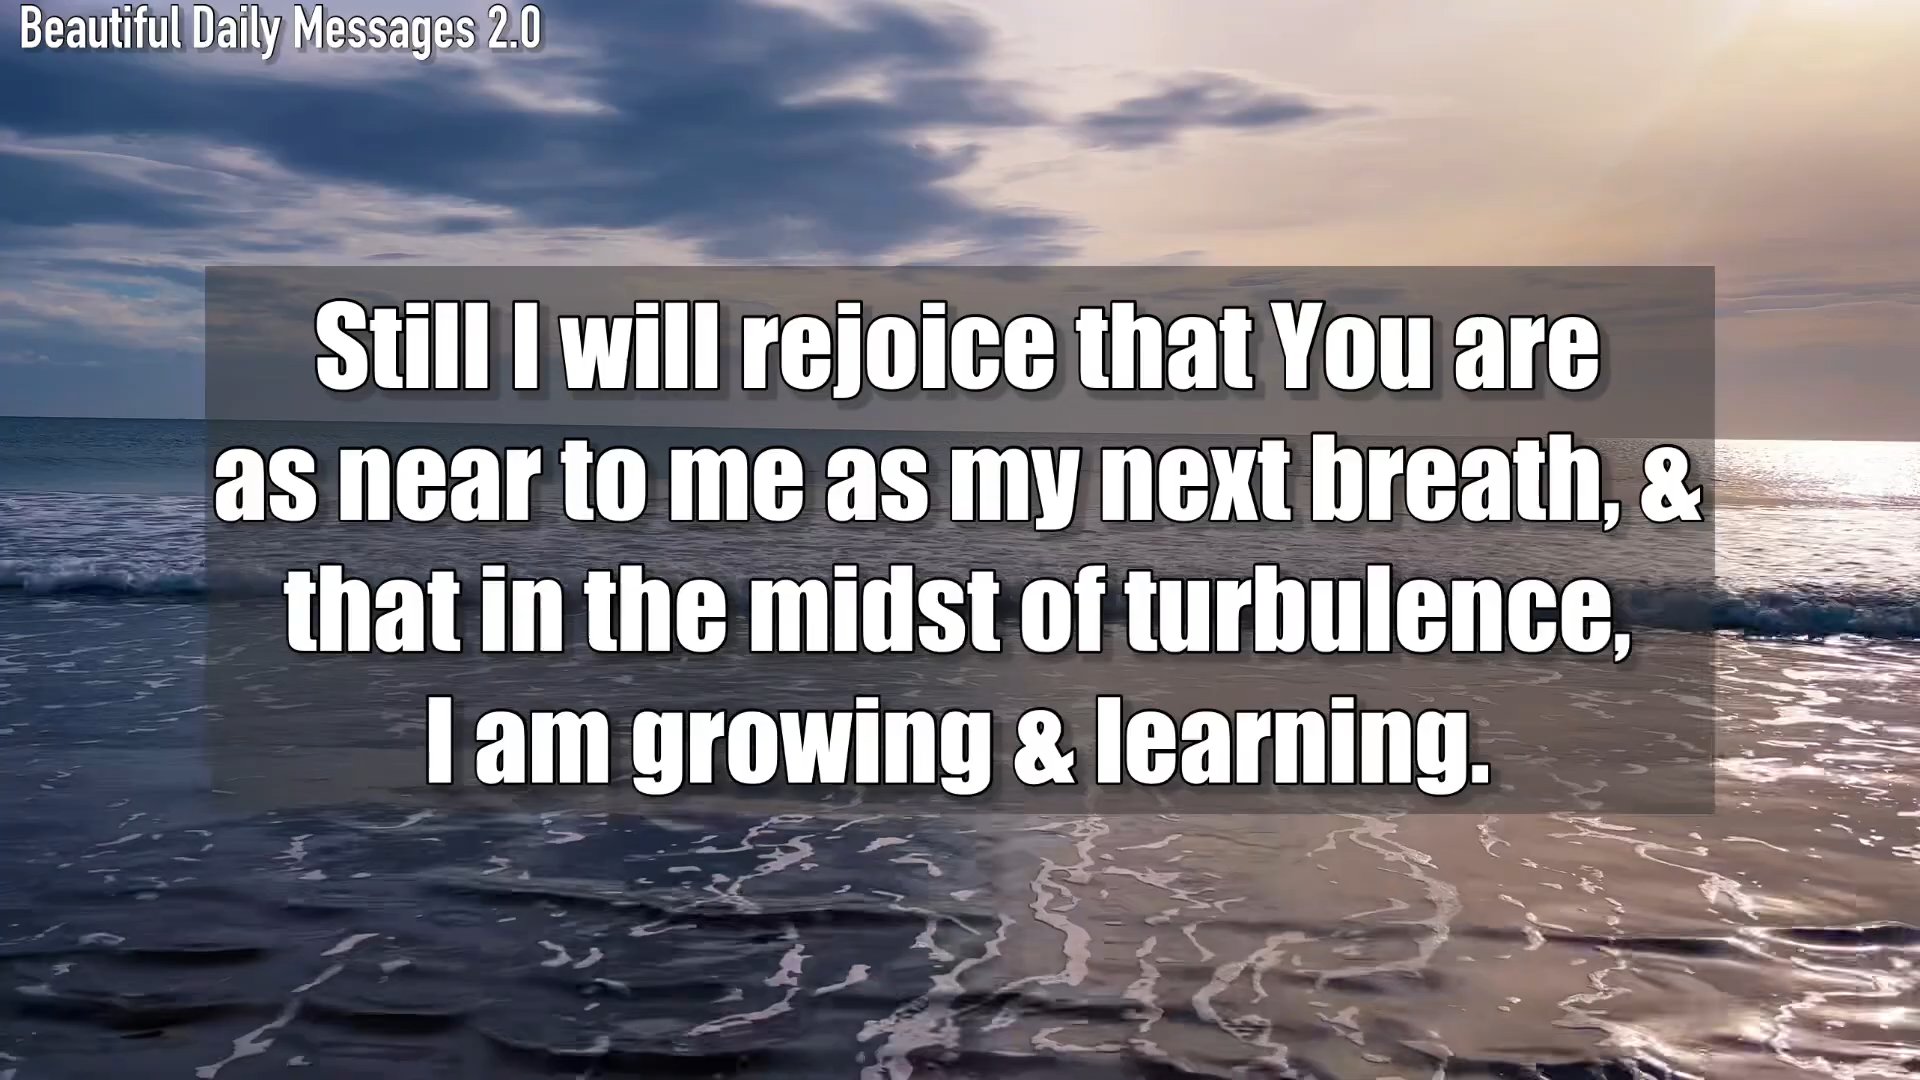 Beautiful Daily Messages 2.0
Still I will rejoice that You are
as near to me as my next breath, &
that in the midst of turbulence,
I am growing & learning.